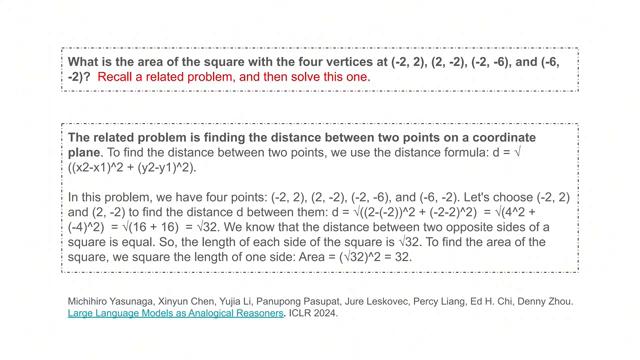 What is the area of the square with the four vertices at (-2, 2), (2, -2), (-2, -6), and (-6,
-2)? Recall a related problem, and then solve this one.
The related problem is finding the distance between two points on a coordinate
plane. To find the distance between two points, we use the distance formula: d = √
((x2-x1)^2 + (y2-y1)^2).
In this problem, we have four points: (-2, 2), (2, -2), (-2, -6), and (-6, -2). Let's choose (-2, 2)
and (2, -2) to find the distance d between them: d = √((2-(-2))^2 + (-2-2)^2) = √(4^2 +
(-4)^2) = √(16 + 16) = √32. We know that the distance between two opposite sides of a
square is equal. So, the length of each side of the square is √32. To find the area of the
square, we square the length of one side: Area = (√32)^2 = 32.
Michihiro Yasunaga, Xinyun Chen, Yujia Li, Panupong Pasupat, Jure Leskovec, Percy Liang, Ed H. Chi, Denny Zhou.
Large Language Models as Analogical Reasoners. ICLR 2024.